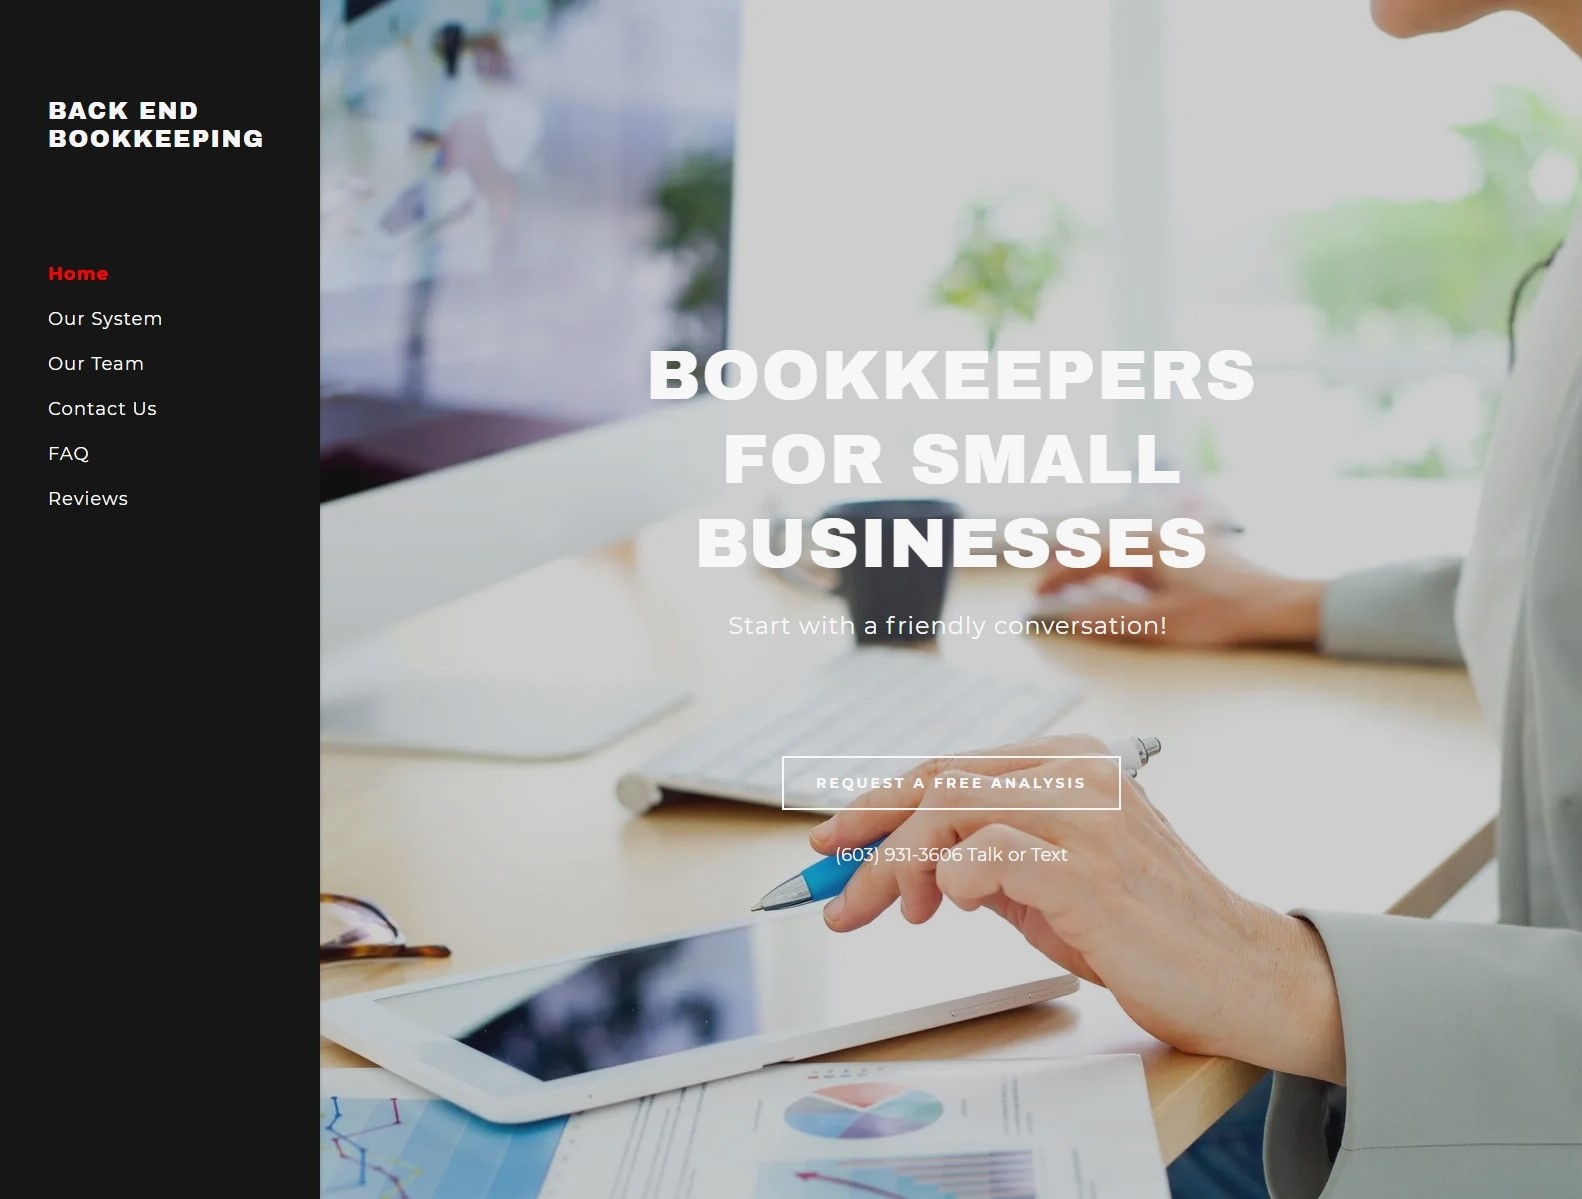 BACK END
BOOKKEEPING
Home
Our System
Our Team
Contact Us
FAQ
Reviews
BOOKKEEPERS
FOR SMALL
BUSINESSES
Start with a friendly conversation!
REQUEST A FREE ANALYSIS
(603) 931-3606 Talk or Text